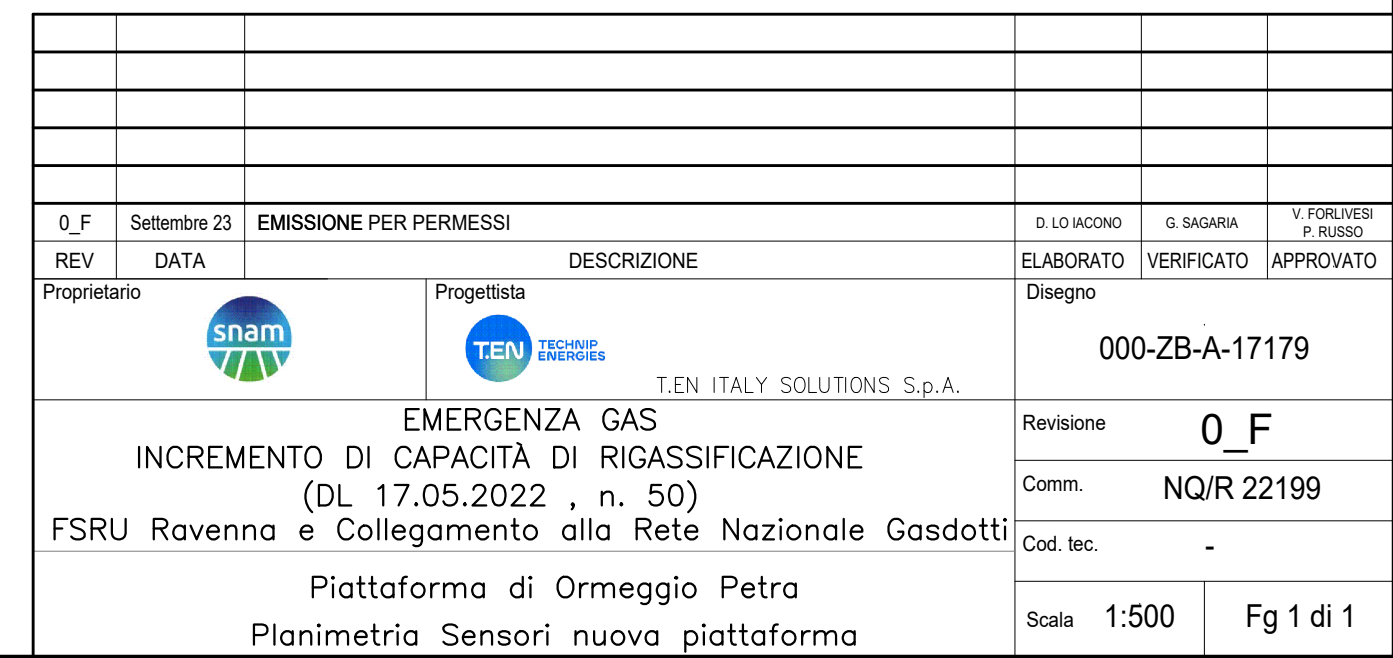 0_F Settembre 23 EMISSIONE PER PERMESSI D. LO IACONO G. SAGARIA V. FORLIVESI
P. RUSSO
REV DATA DESCRIZIONE ELABORATO VERIFICATO APPROVATO
Proprietario
snam
Progettista
T.EN TECHNIP
ENERGIES
T.EN ITALY SOLUTIONS S.p.A.
Disegno
000-ZB-A-17179
EMERGENZA GAS
INCREMENTO DI CAPACITÀ DI RIGASSIFICAZIONE
(DL 17.05.2022 , n. 50)
FSRU Ravenna e Collegamento alla Rete Nazionale Gasdotti
Piattaforma di Ormeggio Petra
Planimetria Sensori nuova piattaforma
Revisione 0_F
Comm. NQ/R 22199
Cod. tec. -
Scala 1:500 Fg 1 di 1